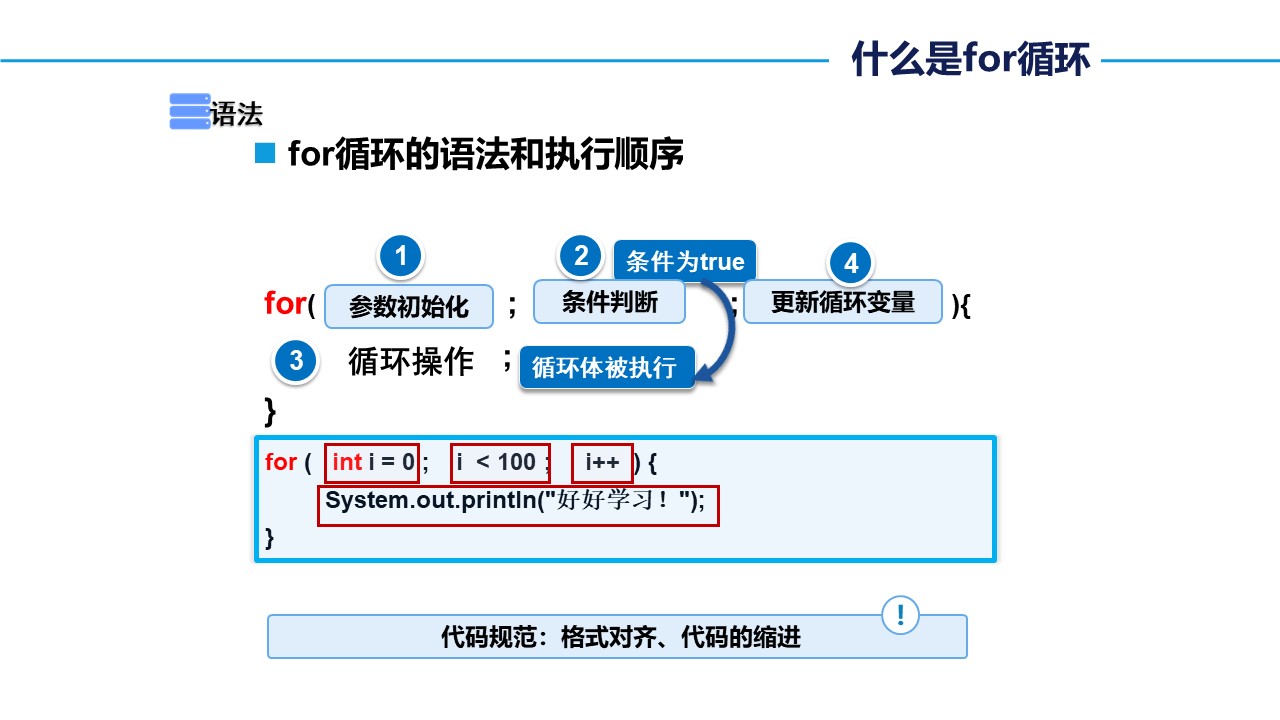 什么是for循环
语法
for循环的语法和执行顺序
1 2 条件为true 4
for( 参数初始化 ; 条件判断 ; 更新循环变量 ){
3 循环操作 ; 循环体被执行
}
for ( int i = 0 ; i < 100 ; i++ ) {
System.out.println("好好学习！");
}
!
代码规范：格式对齐、代码的缩进